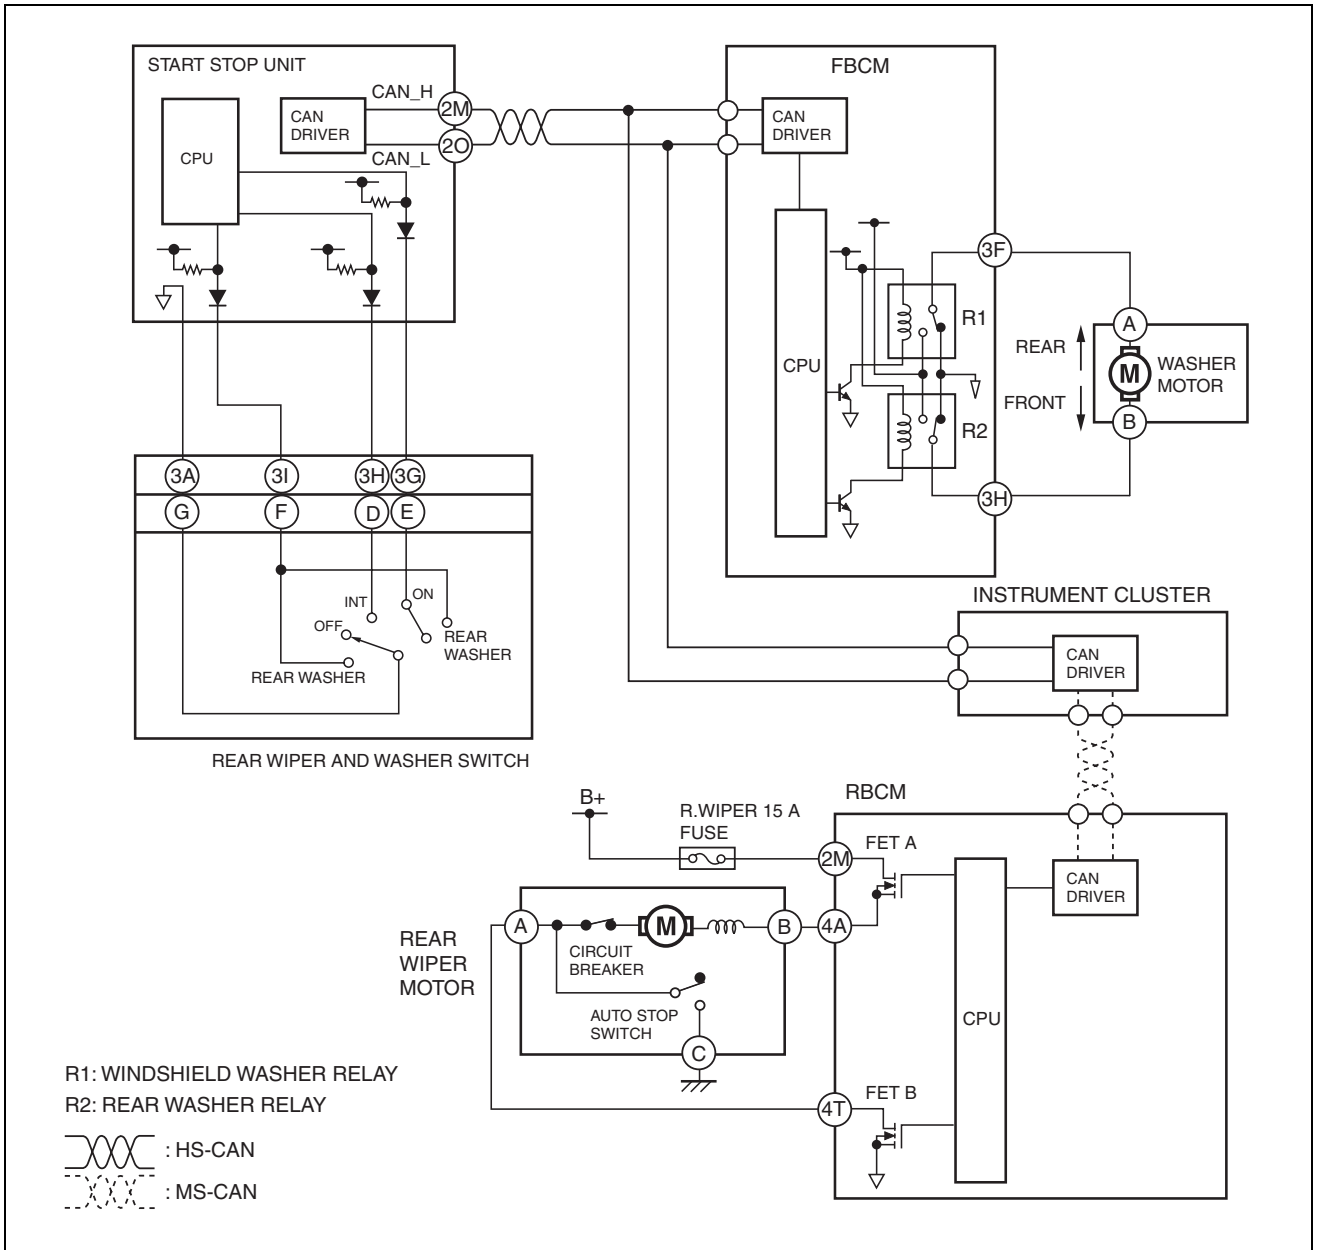 START STOP UNIT
CPU
CAN
DRIVER
CAN_H
CAN_L
2M
2O
FBCM
CAN
DRIVER
CPU
R1
R2
3F
3H
REAR
FRONT
A
M
B
WASHER
MOTOR
3A
3I
3H
3G
G
F
D
E
INT
ON
OFF
REAR
WASHER
REAR WASHER
REAR WIPER AND WASHER SWITCH
INSTRUMENT CLUSTER
CAN
DRIVER
RBCM
B+
R.WIPER 15 A
FUSE
2M
FET A
CAN
DRIVER
CPU
4A
REAR
WIPER
MOTOR
A
M
B
CIRCUIT
BREAKER
AUTO STOP
SWITCH
C
4T
FET B
R1: WINDSHIELD WASHER RELAY
R2: REAR WASHER RELAY
: HS-CAN
: MS-CAN